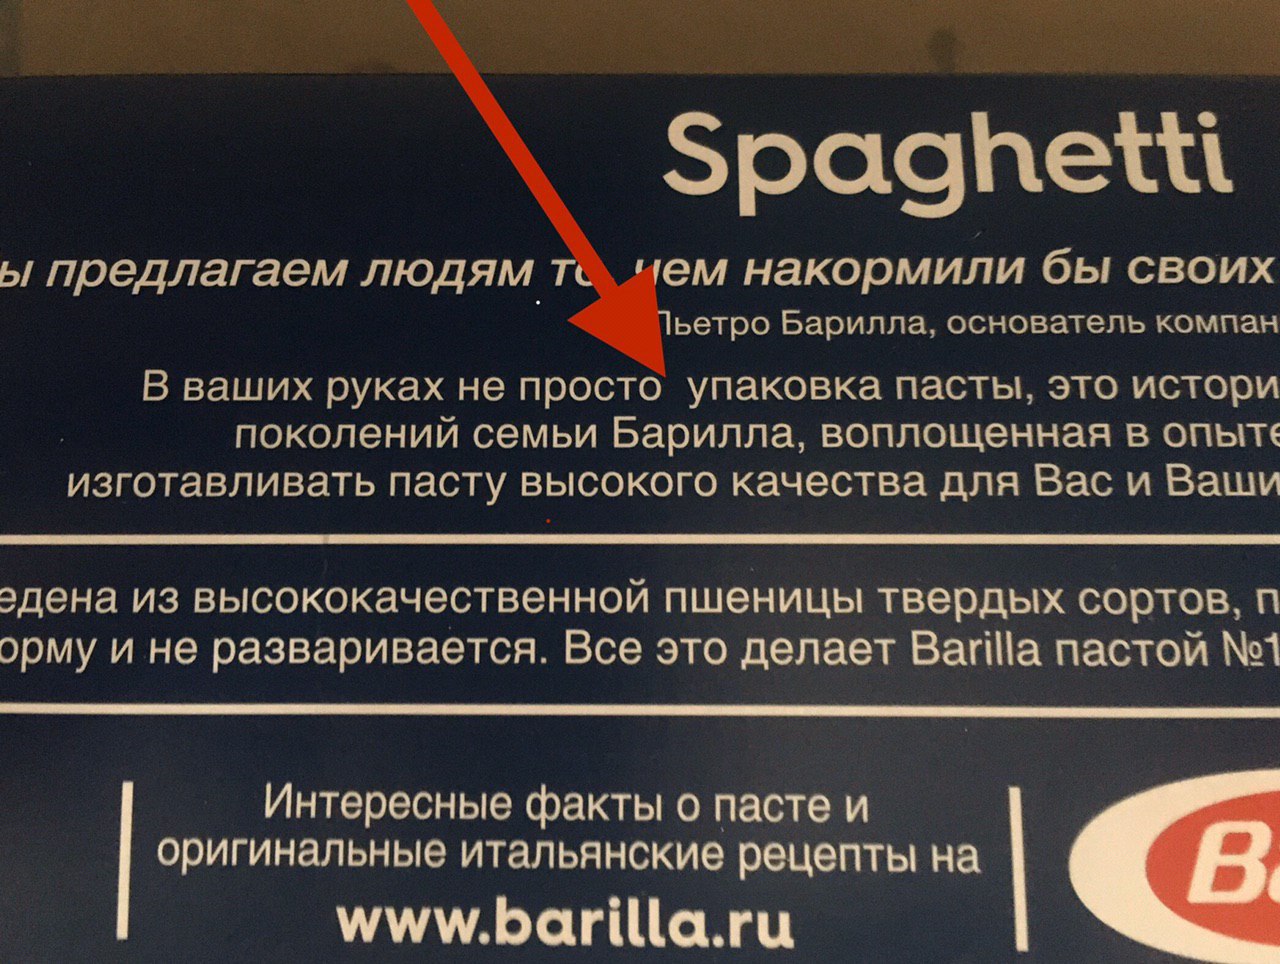 Spaghetti
ы предлагаем людям то чем накормили бы своих
Пьетро Барилла, основатель компан
В ваших руках не просто  упаковка пасты, это истори
поколений семьи Барилла, воплощенная в опыте
изготавливать пасту высокого качества для Вас и Ваши
едена из высококачественной пшеницы твердых сортов, п
орму и не разваривается. Все это делает Barilla пастой №1
Интересные факты о пасте и
оригинальные итальянские рецепты на
www.barilla.ru
Ba